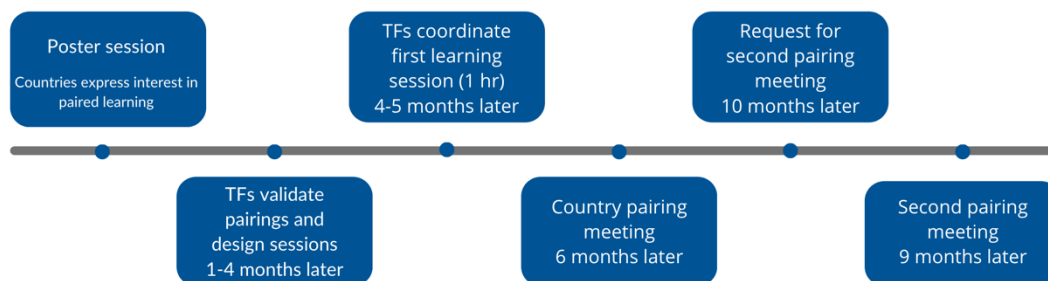 Poster session
Countries express interest in
paired learning
TFs validate
pairings and
design sessions
1-4 months later
TFs coordinate
first learning
session (1 hr)
4-5 months later
Country pairing
meeting
6 months later
Request for
second pairing
meeting
10 months later
Second pairing
meeting
9 months later